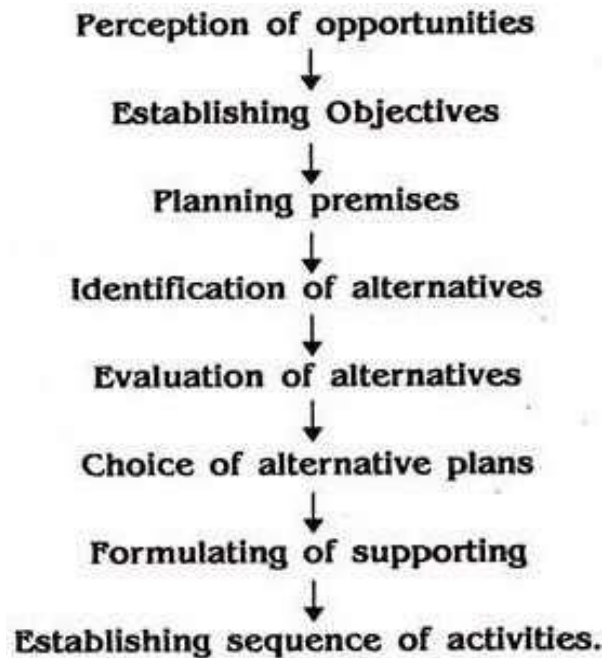 Perception of opportunities
Establishing Objectives
Planning premises
Identification of alternatives
Evaluation of alternatives
Choice of alternative plans
Formulating of supporting
Establishing sequence of activities.